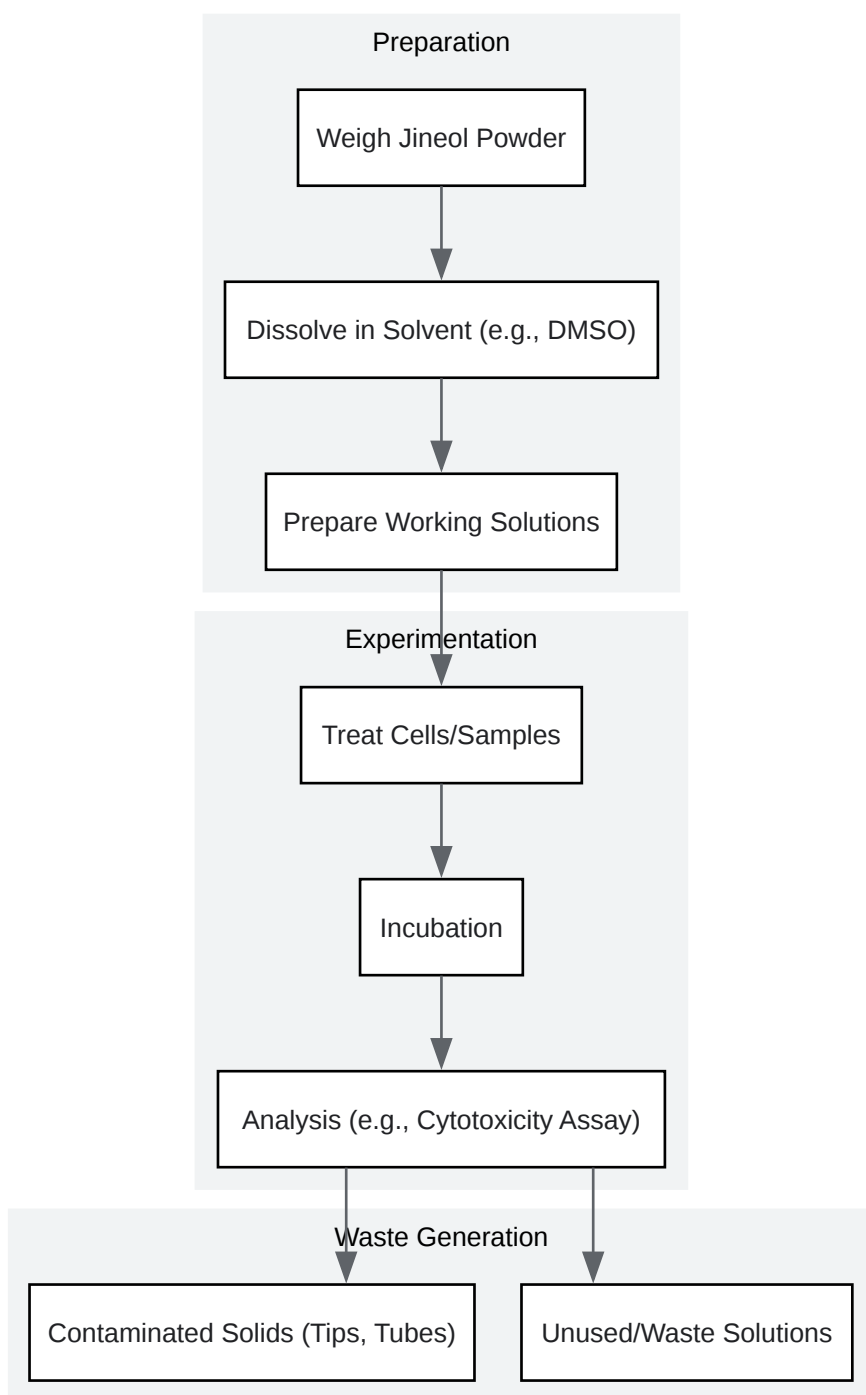 Preparation
Weigh Jineol Powder
Dissolve in Solvent (e.g., DMSO)
Prepare Working Solutions
Experimentation
Treat Cells/Samples
Incubation
Analysis (e.g., Cytotoxicity Assay)
Waste Generation
Contaminated Solids (Tips, Tubes)
Unused/Waste Solutions